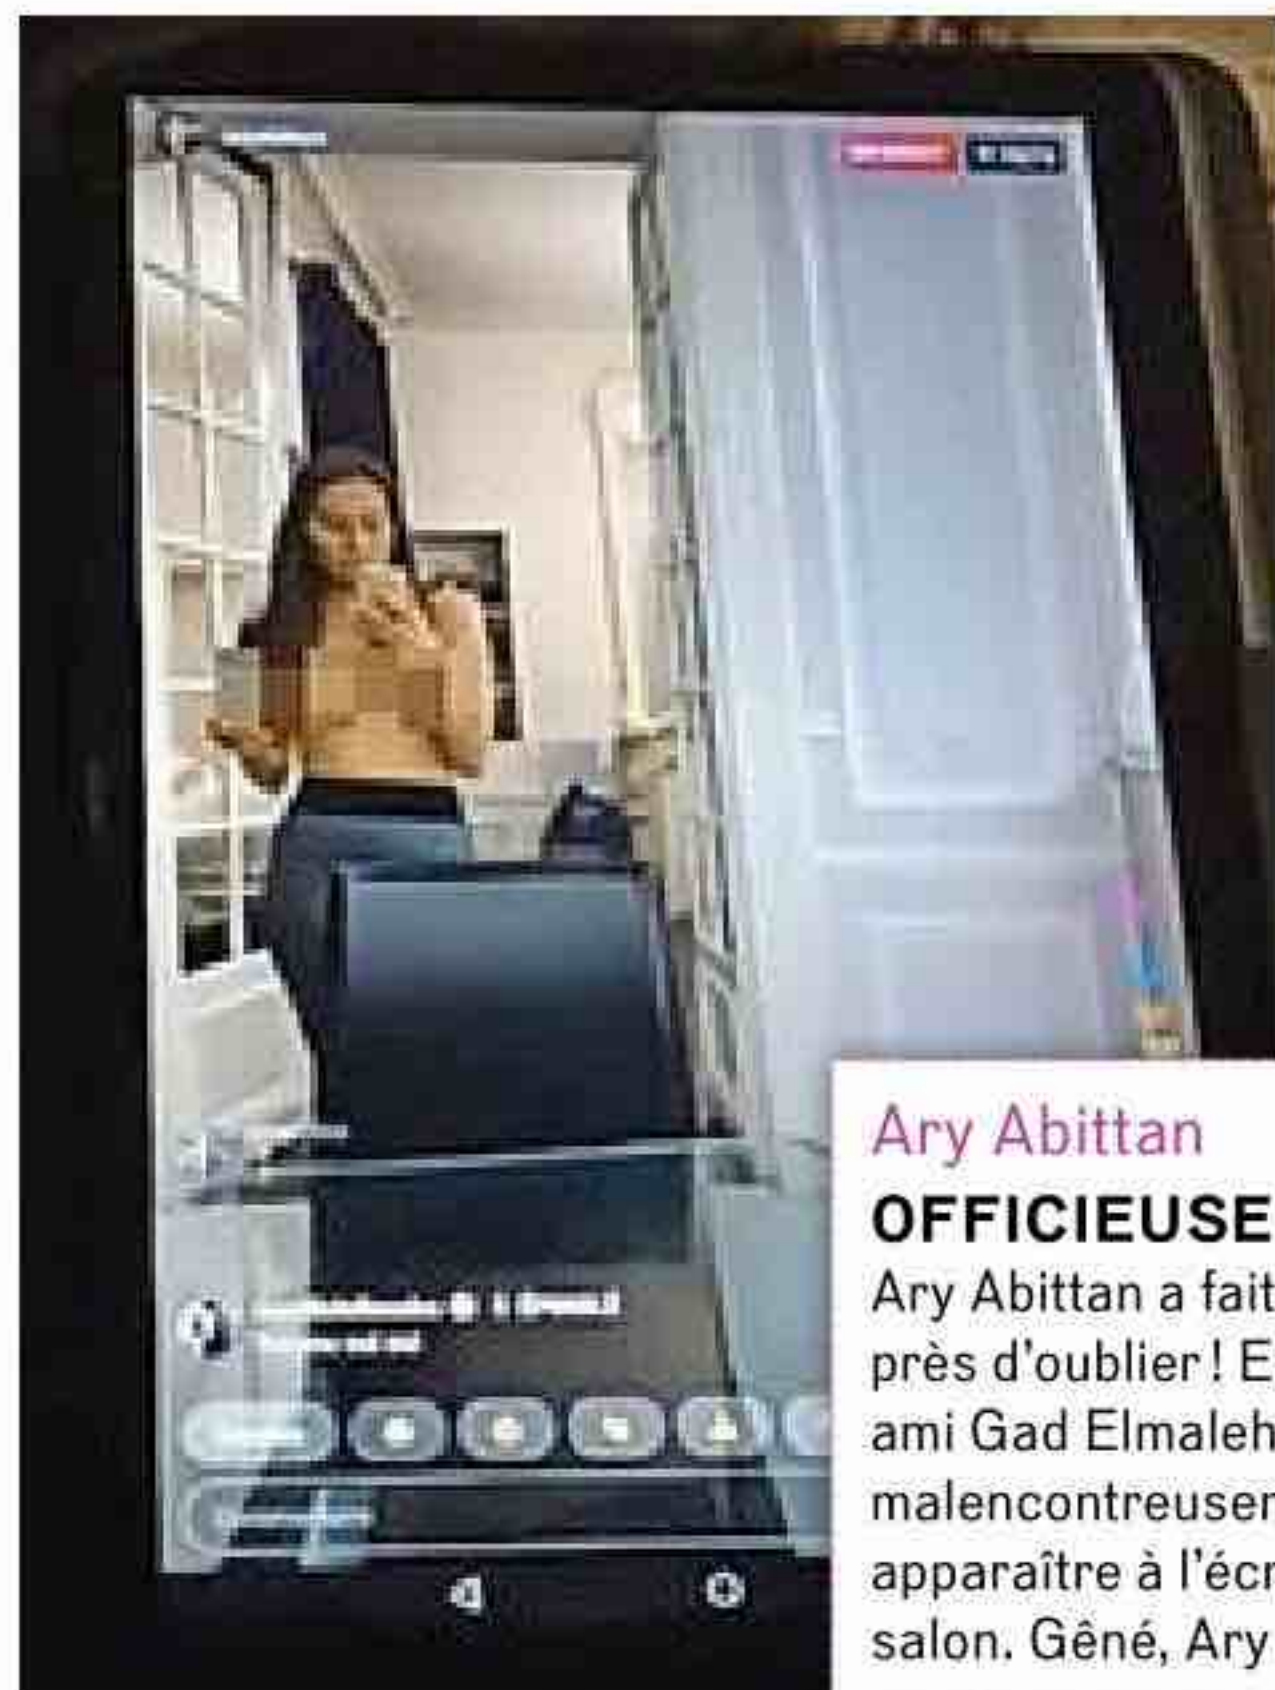 Ary Abittan
OFFICIEUSE
Ary Abittan a fait
près d'oublier! E
ami Gad Elmaleh
malencontreuser
apparaître à l'écr
salon. Gêné, Ary